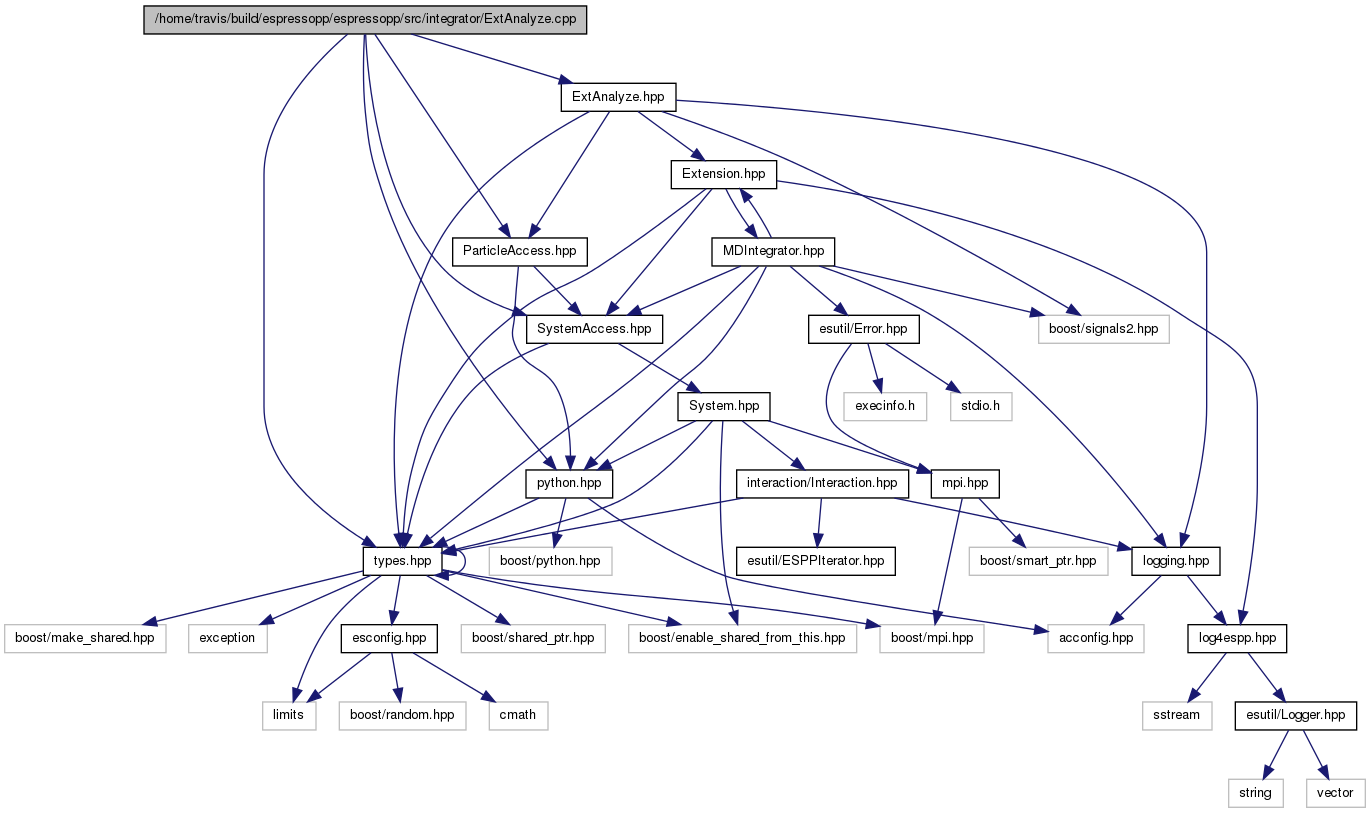 /home/travis/build/espressopp/espressopp/src/integrator/ExtAnalyze.cpp
ExtAnalyze.hpp
Extension.hpp
ParticleAccess.hpp
MDIntegrator.hpp
SystemAccess.hpp
esutil/Error.hpp
boost/signals2.hpp
System.hpp
execinfo.h
stdio.h
python.hpp
interaction/Interaction.hpp
mpi.hpp
types.hpp
boost/python.hpp
esutil/ESPPIterator.hpp
boost/smart_ptr.hpp
logging.hpp
boost/make_shared.hpp
exception
esconfig.hpp
boost/shared_ptr.hpp
boost/enable_shared_from_this.hpp
boost/mpi.hpp
acconfig.hpp
log4espp.hpp
limits
boost/random.hpp
cmath
sstream
esutil/Logger.hpp
string
vector